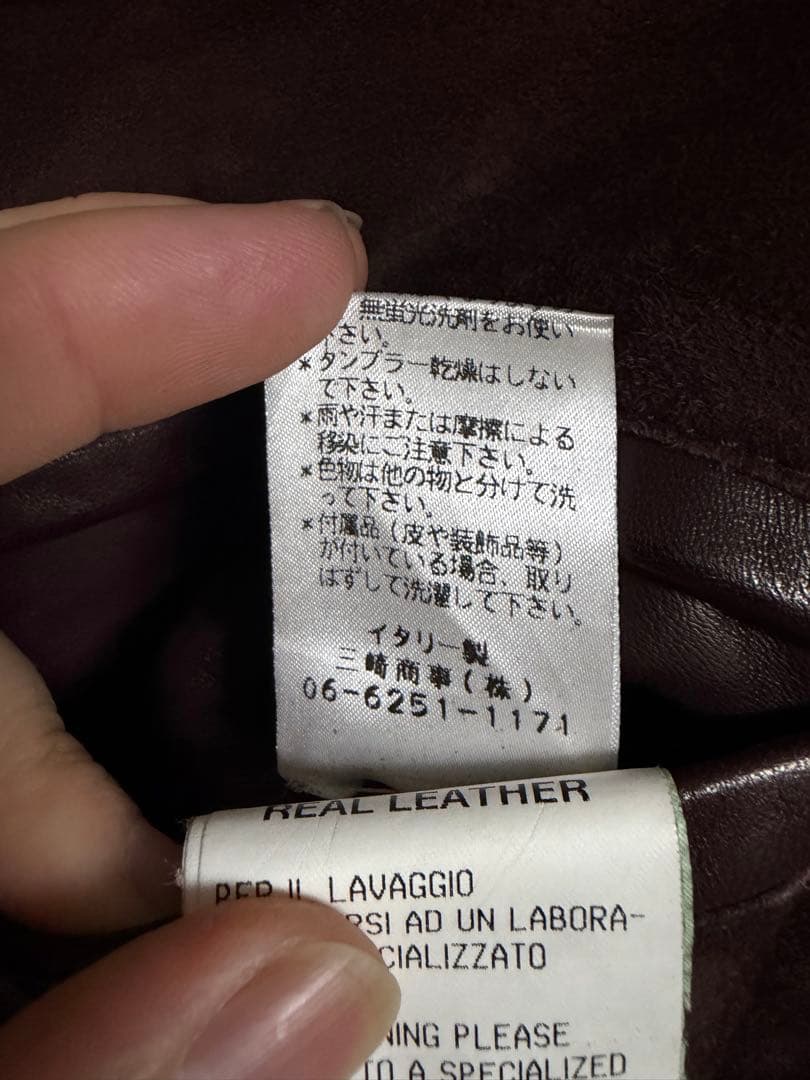 無蛍光洗剤をお使い
下さい。
*タンブラー乾燥はしない
で下さい。
*雨や汗または摩擦による
移染にご注意下さい。
*色物は他の物と分けて洗
って下さい。
*付属品（皮や装飾品等）
が付いている場合、取り
はずして洗濯して下さい。
イタリー製
三崎商事(株)
06-6251-1171
REAL LEATHER
PER IL LAVAGGIO
RSI AD UN LABORA-
CIALIZZATO
NING PLEASE
TO A SPECIALIZED